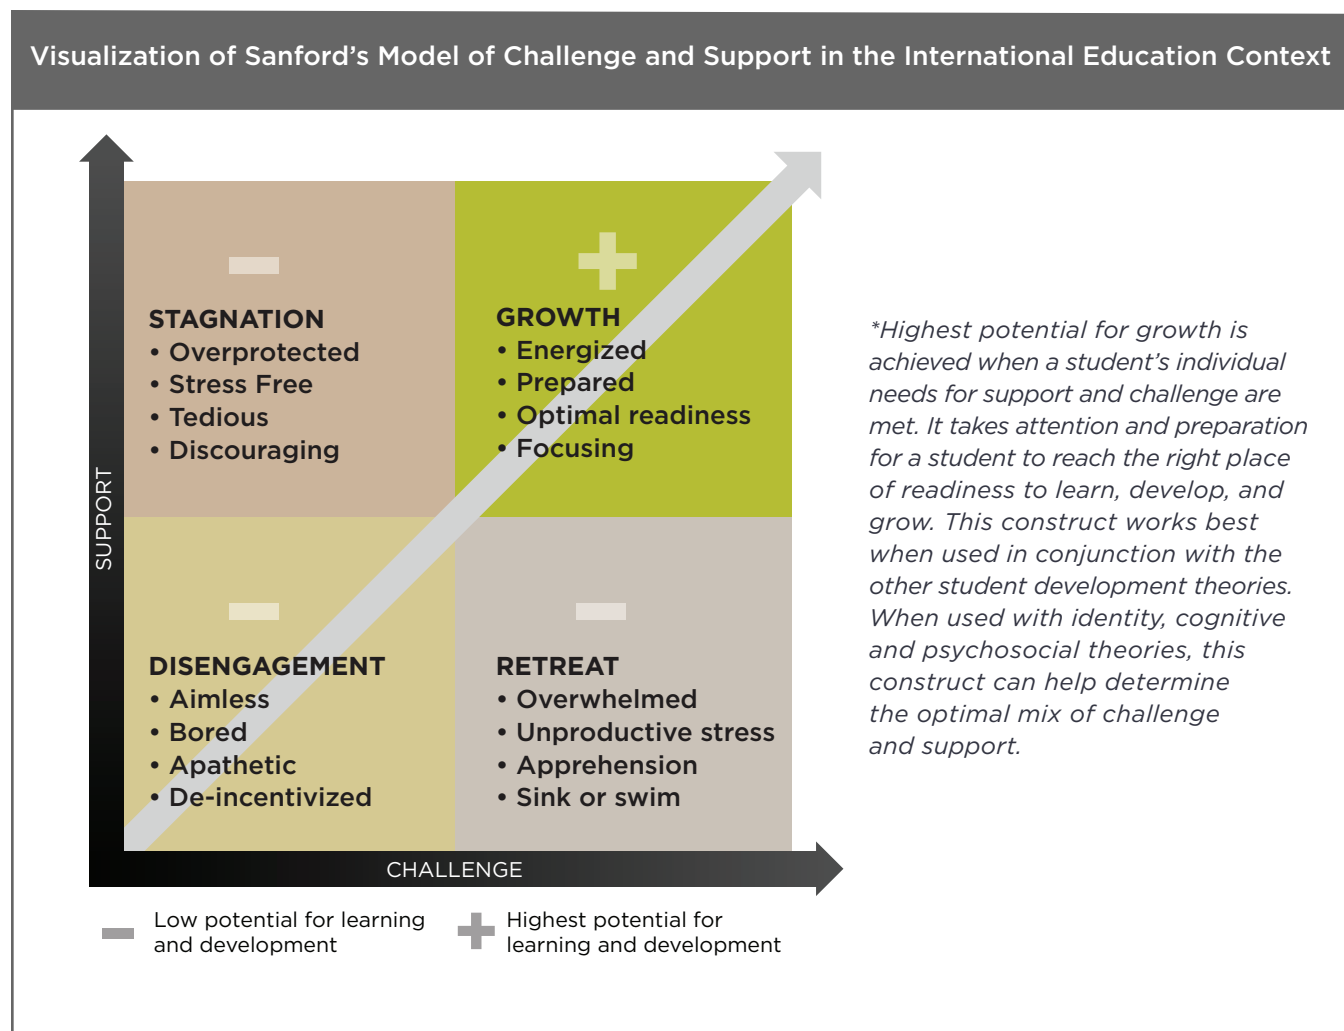 Visualization of Sanford’s Model of Challenge and Support in the International Education Context
STAGNATION
• Overprotected
• Stress Free
• Tedious
• Discouraging
GROWTH
• Energized
• Prepared
• Optimal readiness
• Focusing
SUPPORT
DISENGAGEMENT
• Aimless
• Bored
• Apathetic
• De-incentivized
RETREAT
• Overwhelmed
• Unproductive stress
• Apprehension
• Sink or swim
CHALLENGE
Low potential for learning
and development
Highest potential for
learning and development
*Highest potential for growth is
achieved when a student’s individual
needs for support and challenge are
met. It takes attention and preparation
for a student to reach the right place
of readiness to learn, develop, and
grow. This construct works best
when used in conjunction with the
other student development theories.
When used with identity, cognitive
and psychosocial theories, this
construct can help determine
the optimal mix of challenge
and support.